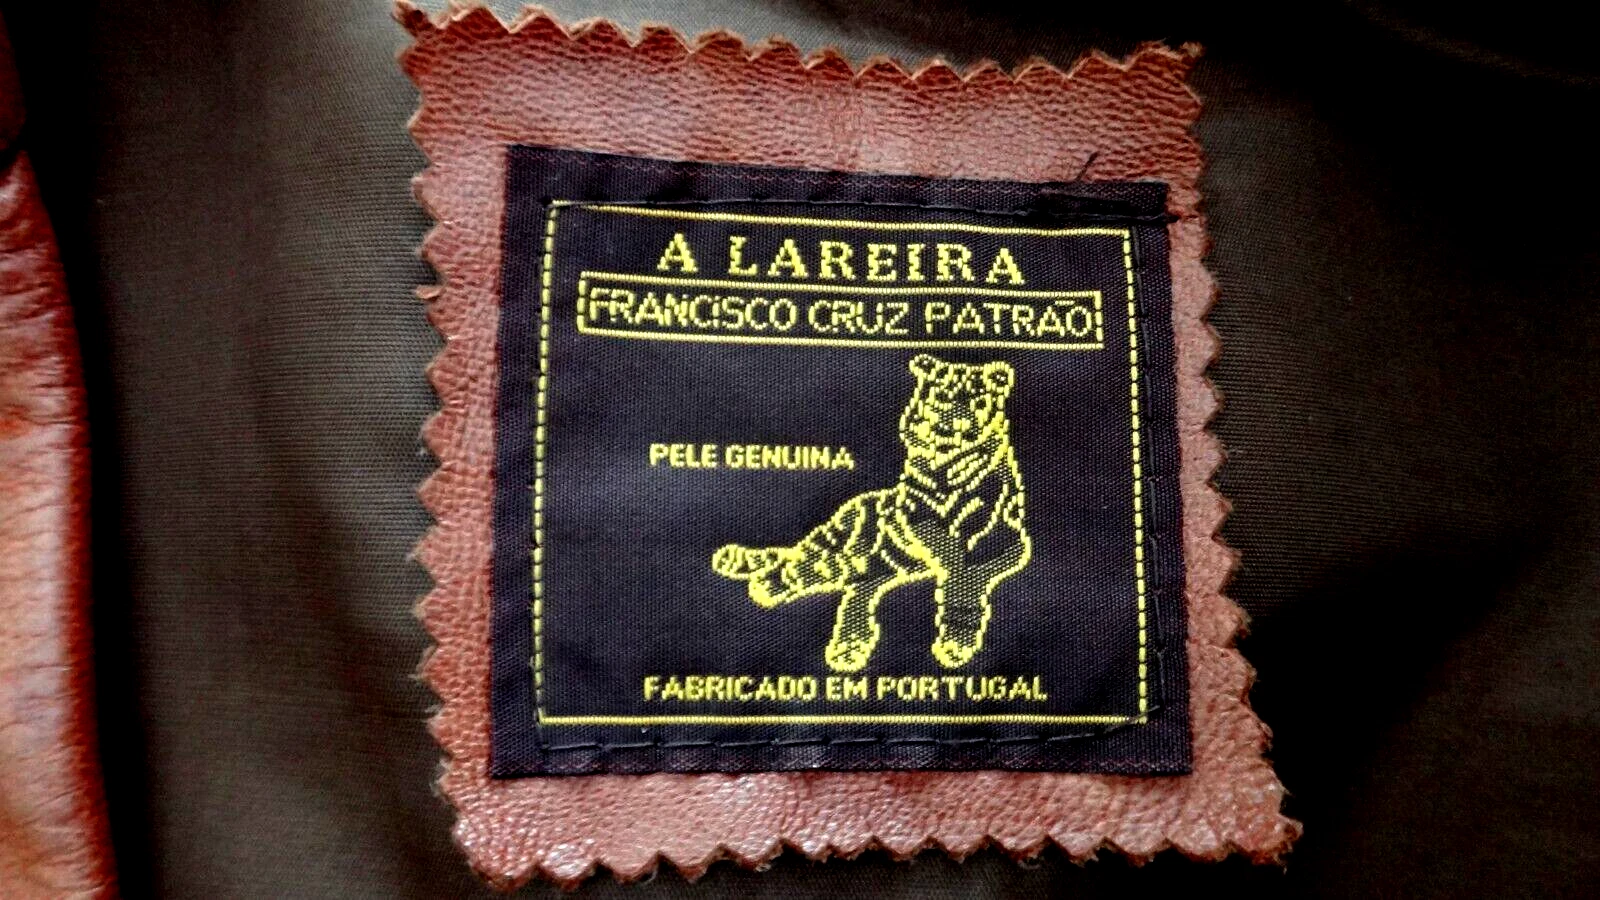 A LAREIRA
FRANCISCO CRUZ PATRÃO
PELE GENUINA
FABRICADO EM PORTUGAL